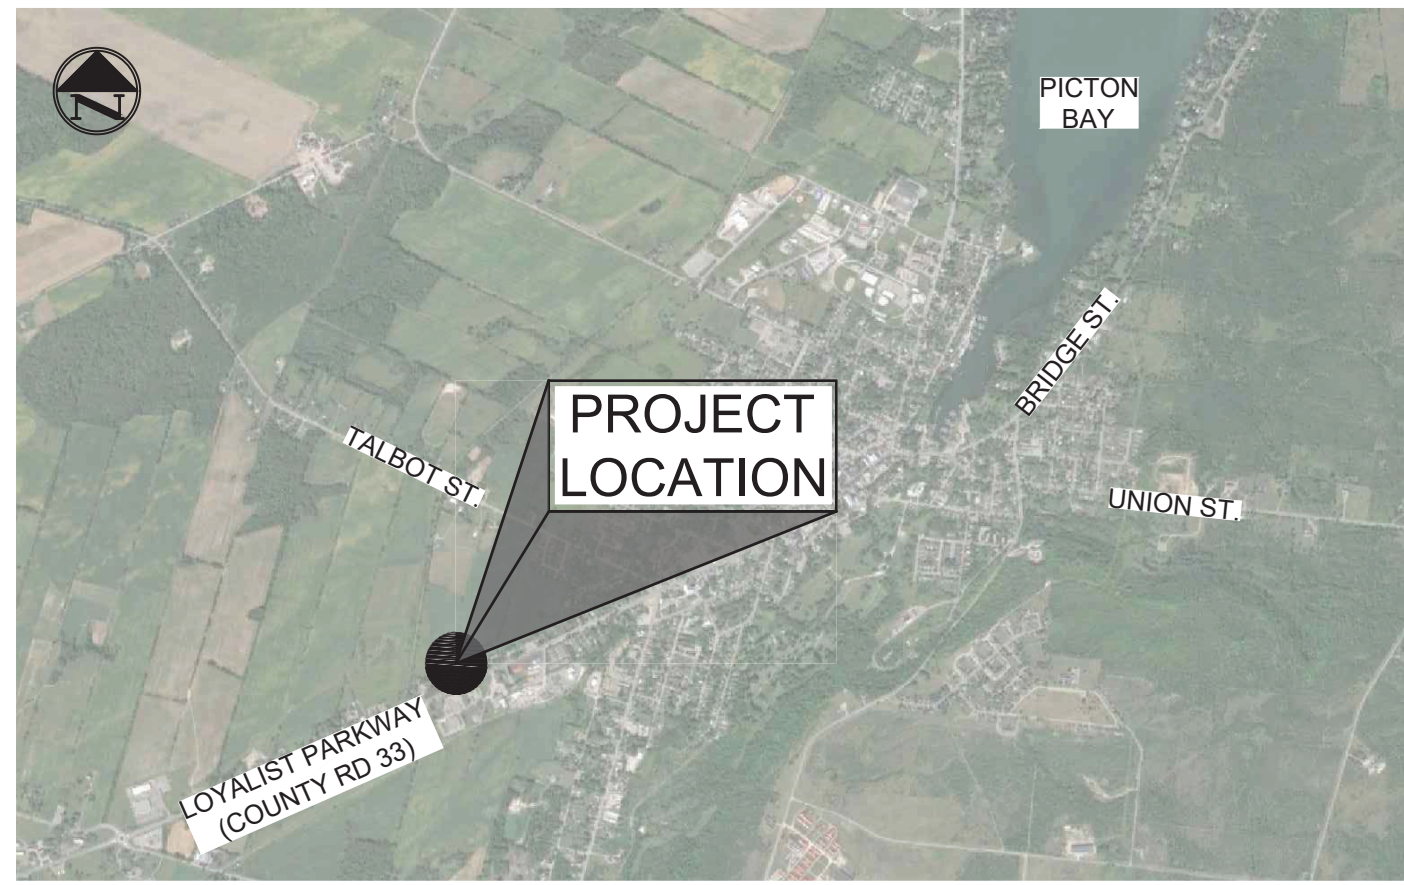 N
PICTON
BAY
BRIDGE ST.
PROJECT
LOCATION
TALBOT ST.
UNION ST.
LOYALIST PARKWAY
(COUNTY RD 33)